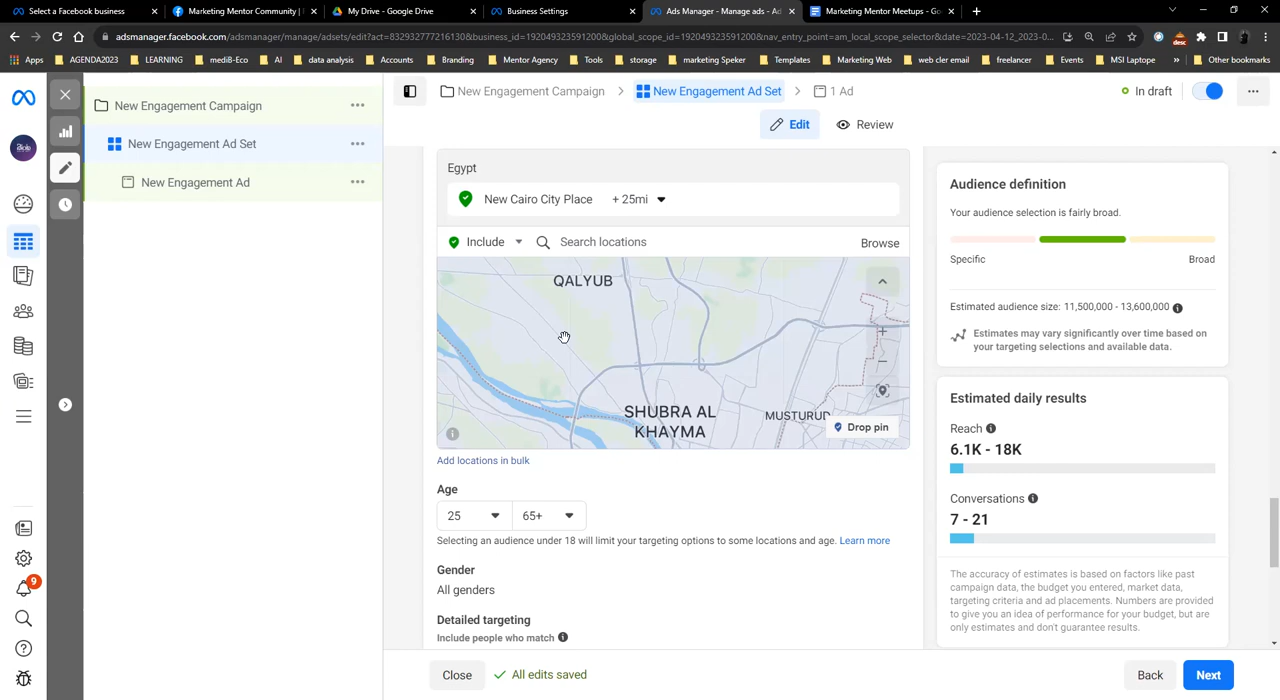 Select a Facebook business
Marketing Mentor Community |
My Drive - Google Drive
Business Settings
Ads Manager - Manage ads - Ad
Marketing Mentor Meetups - Go
adsmanager.facebook.com/adsmanager/manage/adsets/edit?act=832932777216130&business_id=192049323591200&global_scope_id=192049323591200&nav_entry_point=am_local_scope_selector&date=2023-04-12_2023-0...
desc
Apps
AGENDA2023
LEARNING
mediB-Eco
AI
data analysis
Accounts
Branding
Mentor Agency
Tools
storage
marketing Speker
Templates
Marketing Web
web cler email
freelancer
Events
MSI Laptope
»
Other bookmarks
New Engagement Campaign
New Engagement Ad Set
New Engagement Ad
9
New Engagement Campaign
New Engagement Ad Set
1 Ad
In draft
Edit
Review
Egypt
New Cairo City Place + 25mi
Include
Search locations
Browse
QALYUB
SHUBRA AL
KHAYMA
MUSTURUD
Drop pin
Add locations in bulk
Age
25
65+
Selecting an audience under 18 will limit your targeting options to some locations and age. Learn more
Gender
All genders
Detailed targeting
Include people who match
Close
All edits saved
Back
Next
Audience definition
Your audience selection is fairly broad.
Specific
Broad
Estimated audience size: 11,500,000 - 13,600,000
Estimates may vary significantly over time based on
your targeting selections and available data.
Estimated daily results
Reach
6.1K - 18K
Conversations
7 - 21
The accuracy of estimates is based on factors like past
campaign data, the budget you entered, market data,
targeting criteria and ad placements. Numbers are provided
to give you an idea of performance for your budget, but are
only estimates and don't guarantee results.